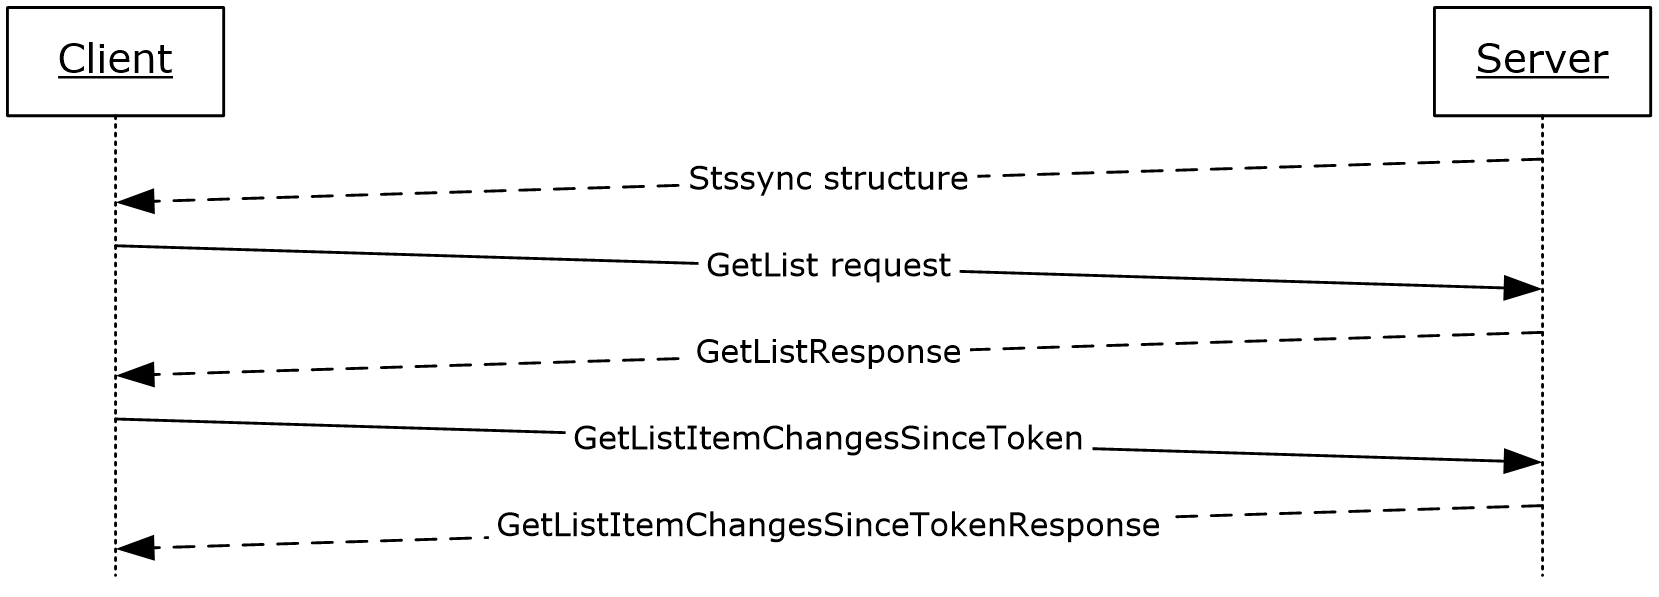 Client
Server
Stssync structure
GetList request
GetListResponse
GetListItemChangesSinceToken
GetListItemChangesSinceTokenResponse